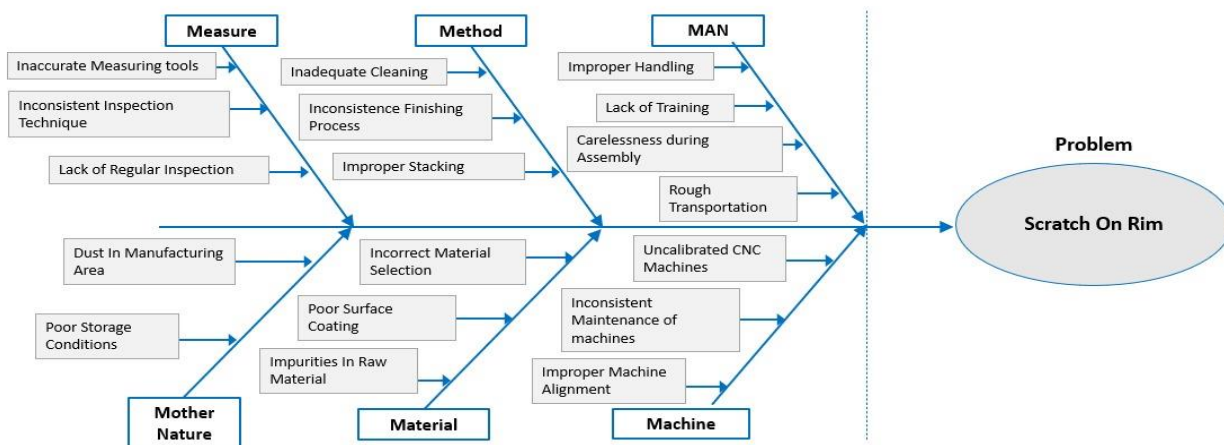 Measure
Inaccurate Measuring tools
Inconsistent Inspection
Technique
Lack of Regular Inspection
Method
Inadequate Cleaning
Inconsistence Finishing
Process
Improper Stacking
MAN
Improper Handling
Lack of Training
Carelessness during
Assembly
Rough
Transportation
Problem
Scratch On Rim
Dust In Manufacturing
Area
Poor Storage
Conditions
Mother
Nature
Incorrect Material
Selection
Poor Surface
Coating
Impurities In Raw
Material
Material
Uncalibrated CNC
Machines
Inconsistent
Maintenance of
machines
Improper Machine
Alignment
Machine